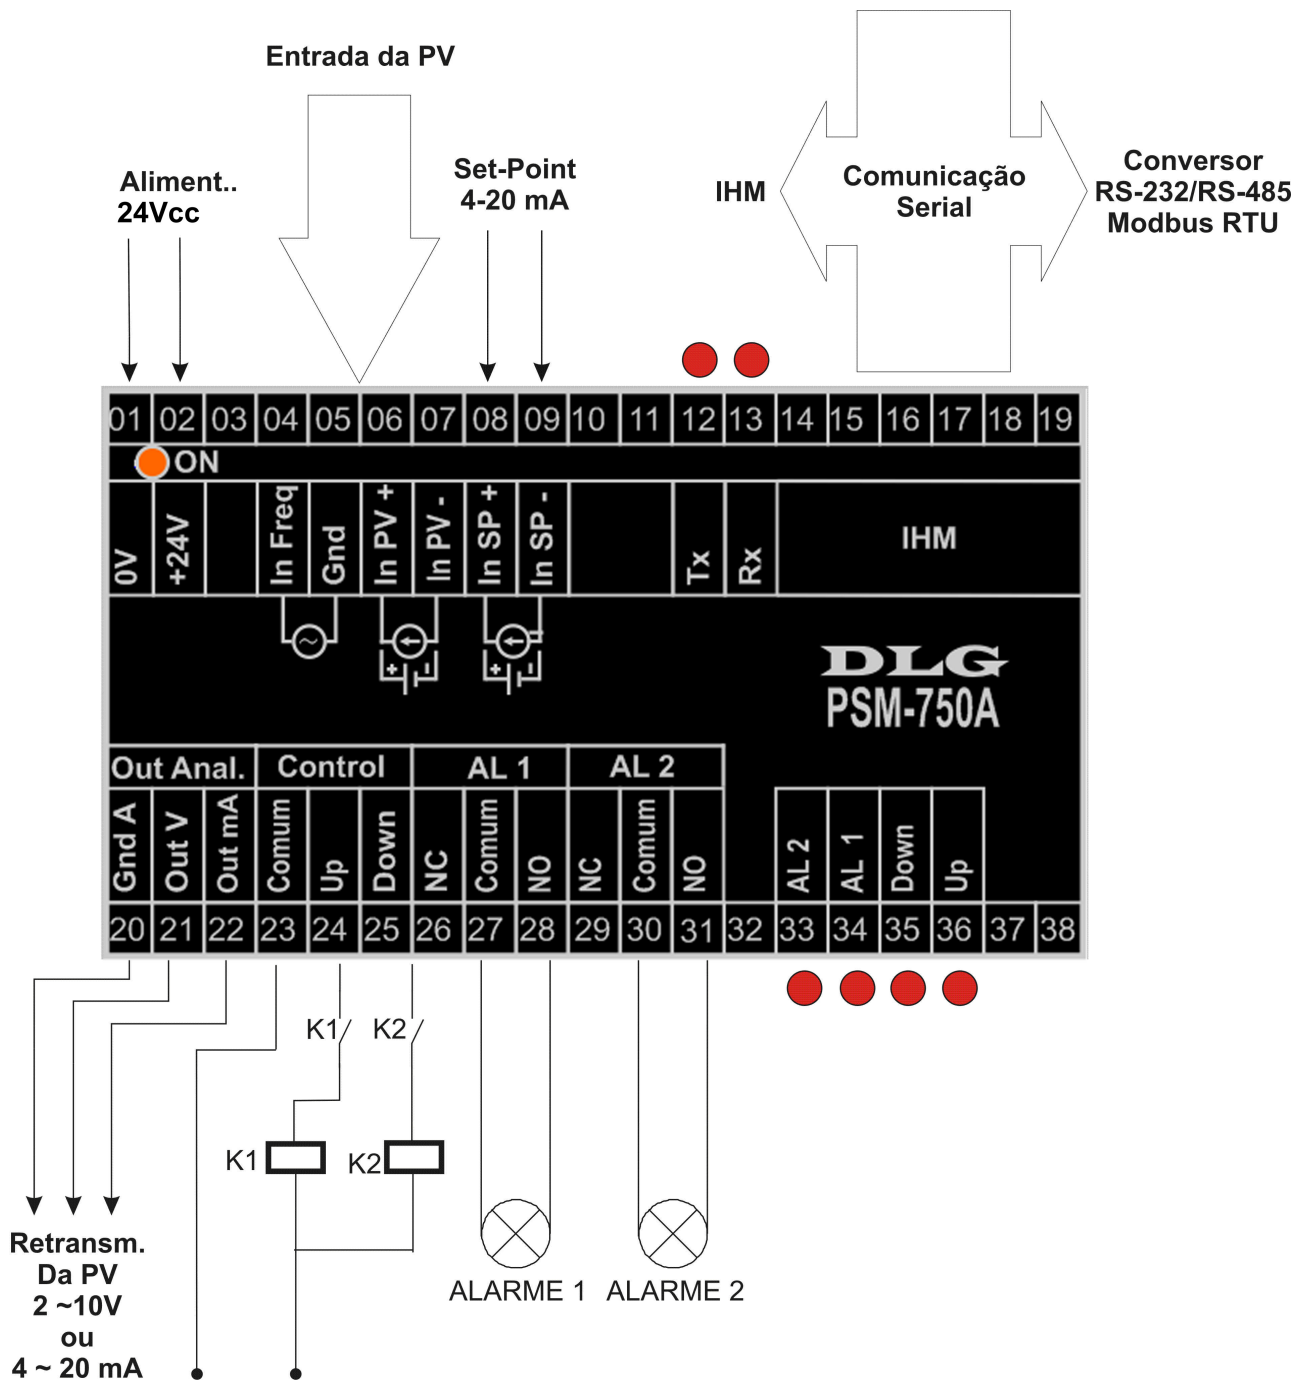 Entrada da PV
Aliment..
24Vcc
Set-Point
4-20 mA
IHM
Comunicação
Serial
Conversor
RS-232/RS-485
Modbus RTU
01 02 03 04 05 06 07 08 09 10 11 12 13 14 15 16 17 18 19
ON
0V
+24V
In Freq
Gnd
In PV +
In PV -
In SP +
In SP -
Tx
Rx
IHM
~
+ -
+ -
DLG
PSM-750A
Out Anal.
Control
AL 1
AL 2
Gnd A
Out V
Out mA
Comum
Up
Down
NC
Comum
NO
NC
Comum
NO
AL 2
AL 1
Down
Up
20 21 22 23 24 25 26 27 28 29 30 31 32 33 34 35 36 37 38
K1
K2
K1
K2
Retransm.
Da PV
2 ~10V
ou
4 ~ 20 mA
ALARME 1
ALARME 2